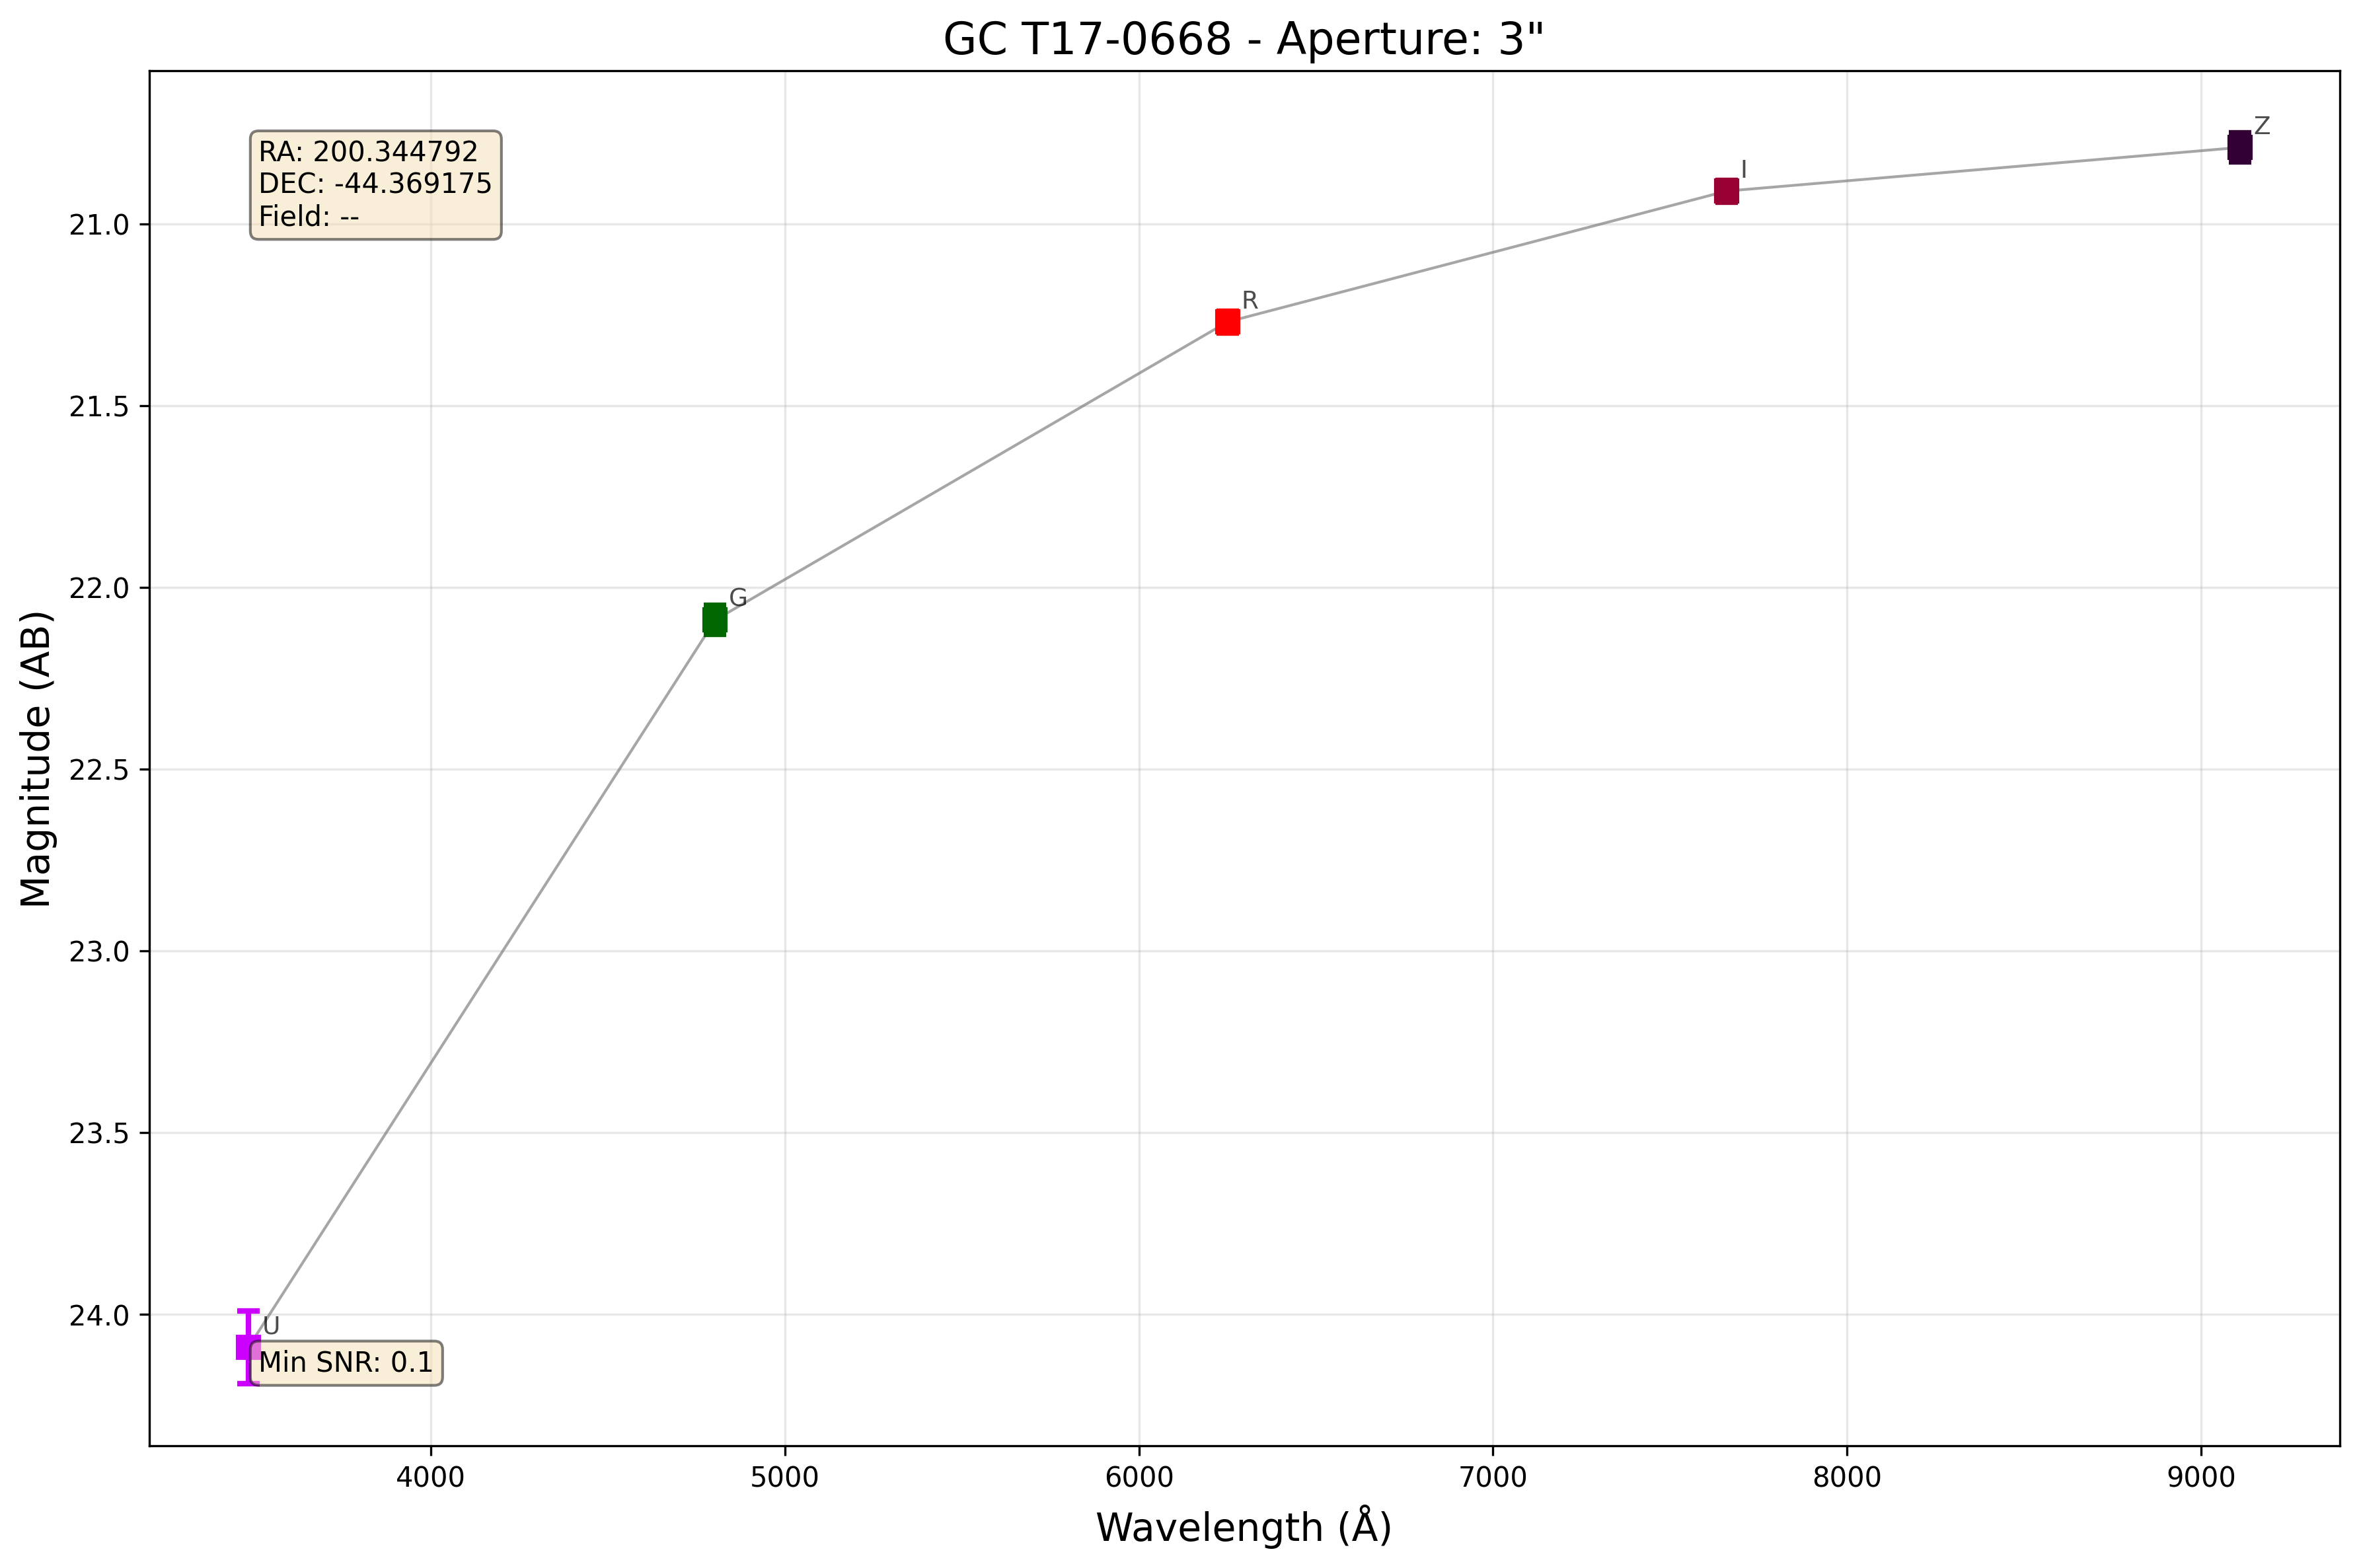 GC T17-0668 - Aperture: 3"
RA: 200.344792
DEC: -44.369175
Field: --
Z
I
R
G
U
Min SNR: 0.1
21.0
21.5
22.0
22.5
23.0
23.5
24.0
Magnitude (AB)
4000 5000 6000 7000 8000 9000
Wavelength (Å)